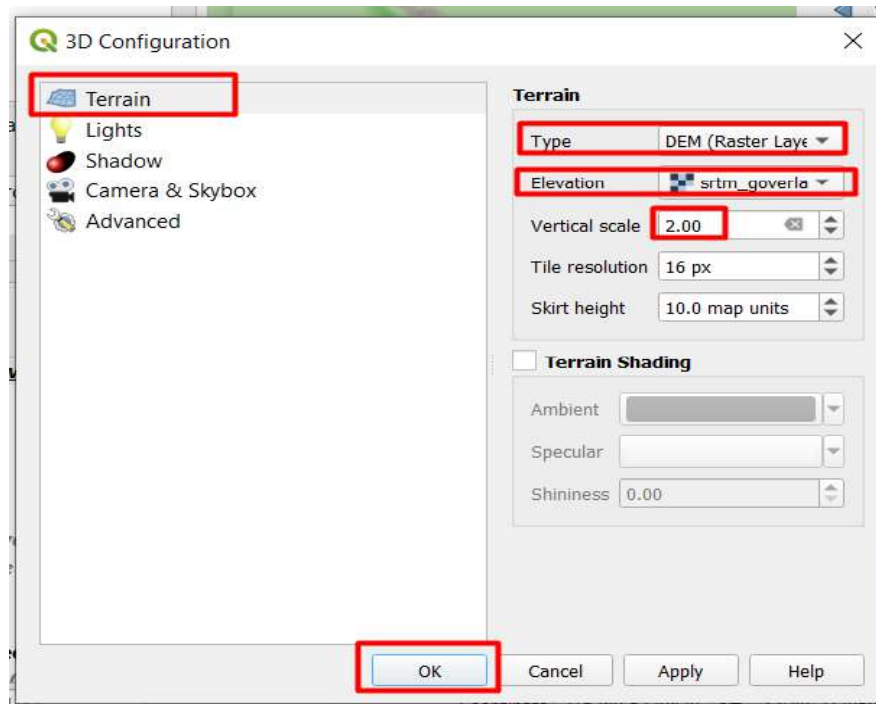 3D Configuration
Terrain
Lights
Shadow
Camera & Skybox
Advanced
Terrain
Type DEM (Raster Laye
Elevation srtm_goverla
Vertical scale 2.00
Tile resolution 16 px
Skirt height 10.0 map units
Terrain Shading
Ambient
Specular
Shininess 0.00
OK Cancel Apply Help